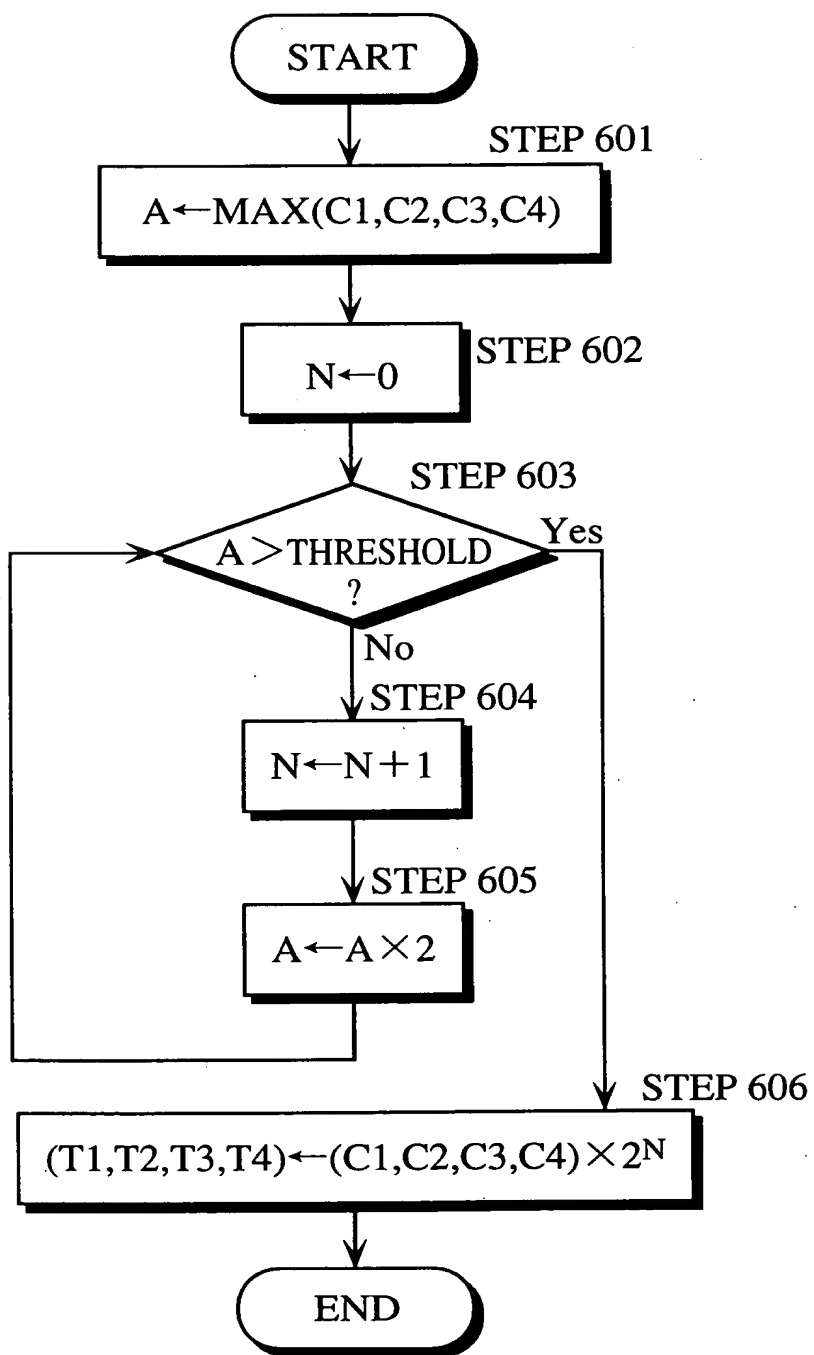 START
STEP 601
A←MAX(C1,C2,C3,C4)
STEP 602
N←0
STEP 603
A>THRESHOLD
?
Yes
No
STEP 604
N←N+1
STEP 605
A←A×2
STEP 606
(T1,T2,T3,T4)←(C1,C2,C3,C4)×2ᴺ
END